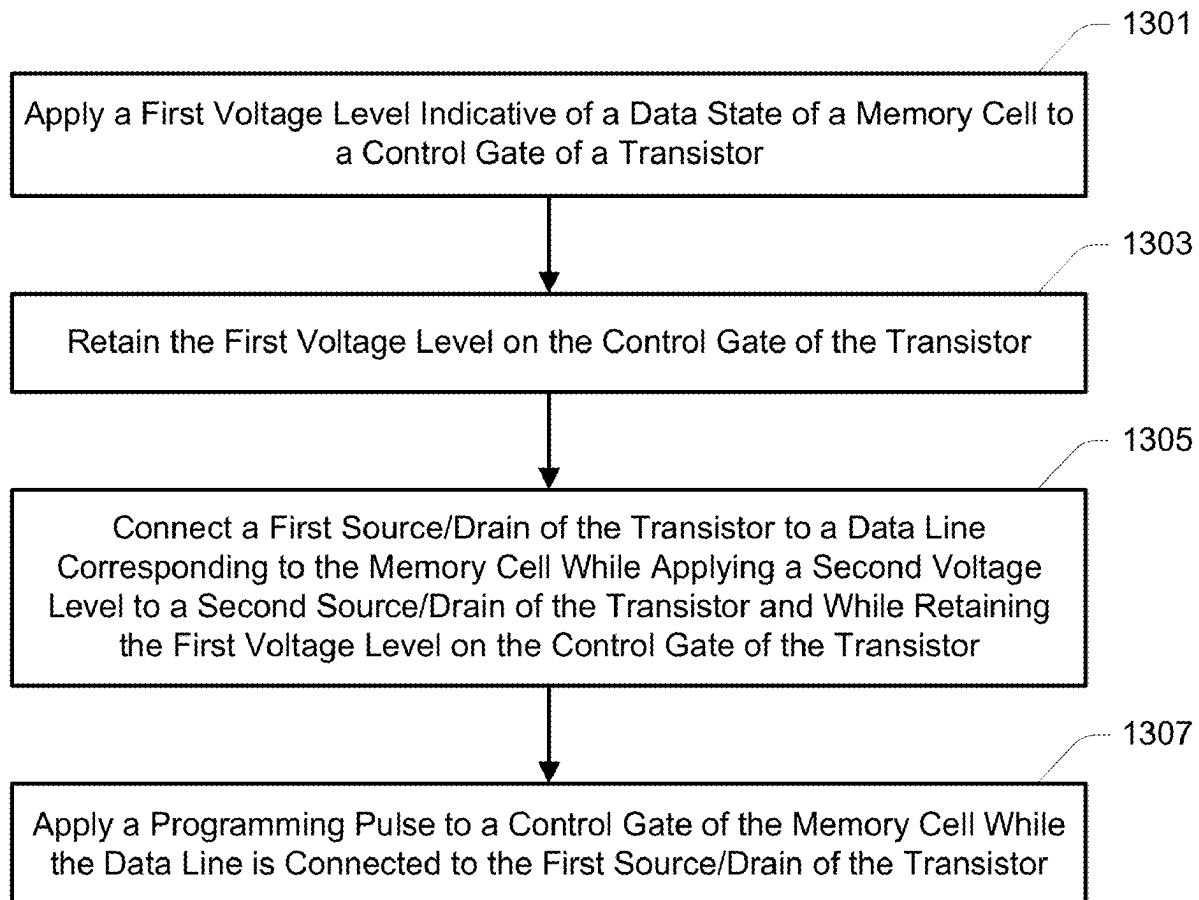 1301
Apply a First Voltage Level Indicative of a Data State of a Memory Cell to
a Control Gate of a Transistor
1303
Retain the First Voltage Level on the Control Gate of the Transistor
1305
Connect a First Source/Drain of the Transistor to a Data Line
Corresponding to the Memory Cell While Applying a Second Voltage
Level to a Second Source/Drain of the Transistor and While Retaining
the First Voltage Level on the Control Gate of the Transistor
1307
Apply a Programming Pulse to a Control Gate of the Memory Cell While
the Data Line is Connected to the First Source/Drain of the Transistor